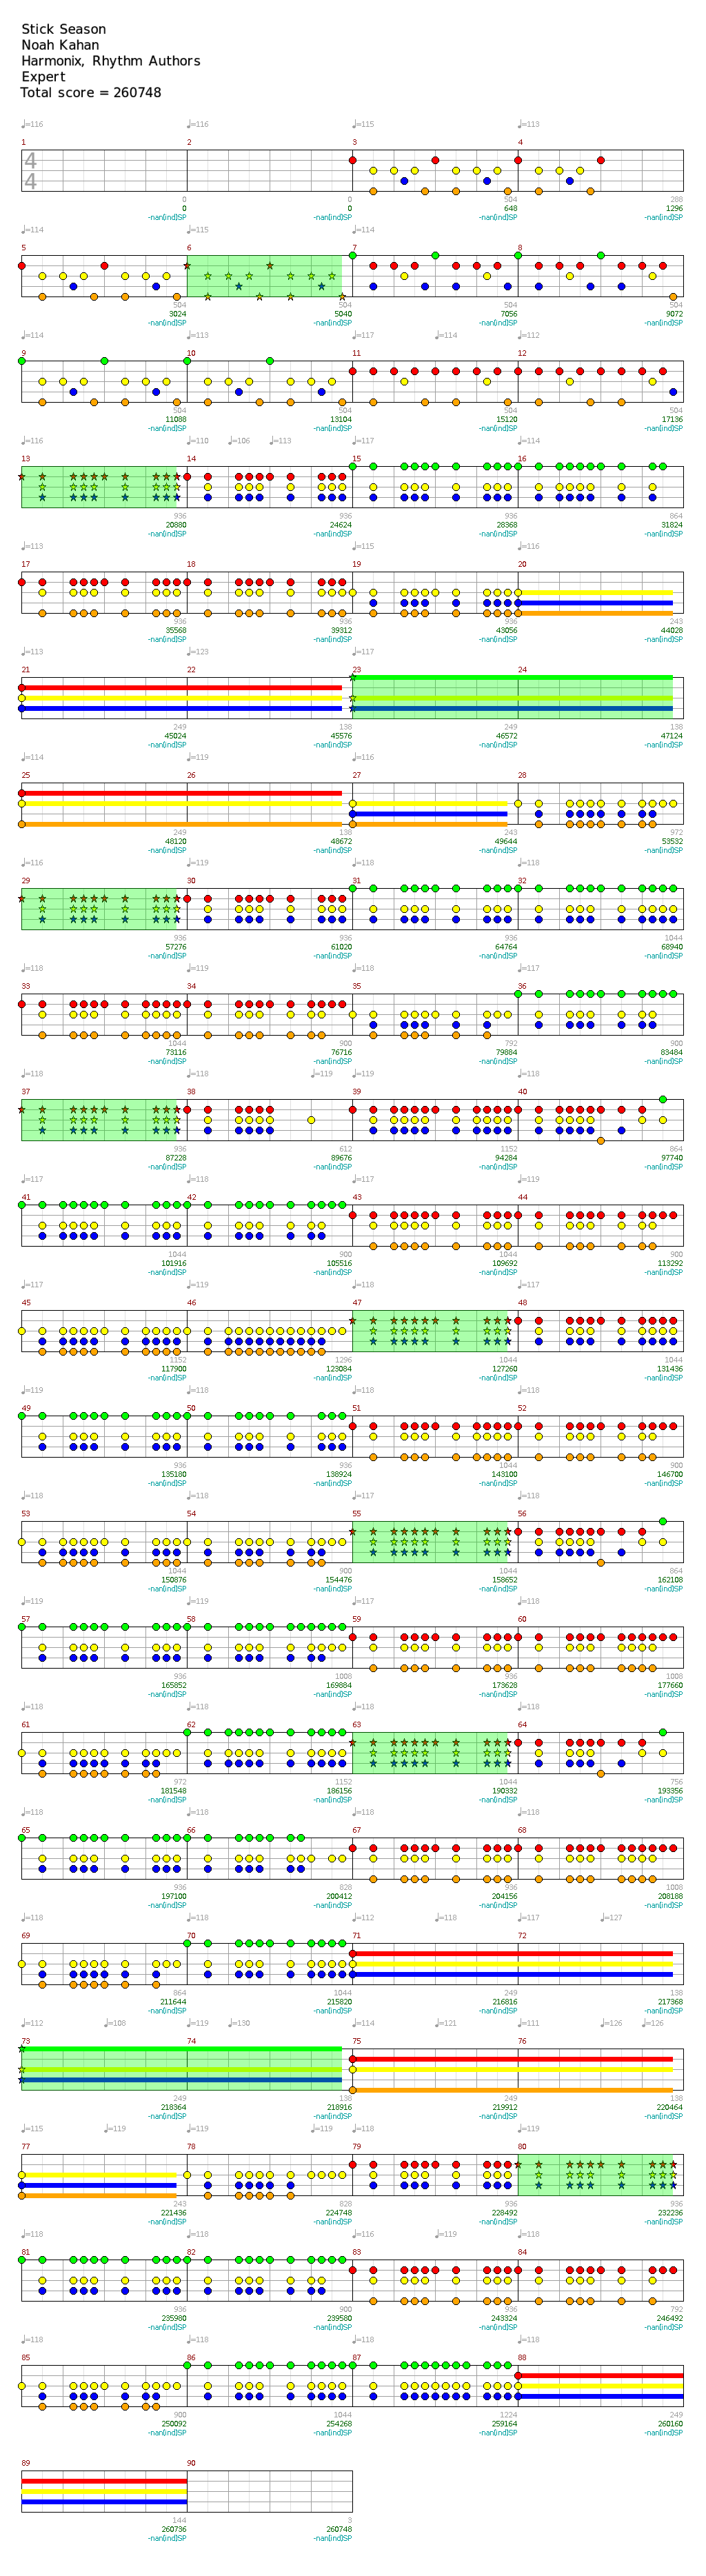 Stick Season
Noah Kahan
Harmonix, Rhythm Authors
Expert
Total score = 260748
♩=116 ♩=116 ♩=115 ♩=113
1 2 3 4
4
4
0 0 504 288
0 0 648 1296
-nan(ind)SP -nan(ind)SP -nan(ind)SP
♩=114 ♩=115 ♩=114
5 6 7 8
504 504 504 504
3024 5040 7056 9072
-nan(ind)SP -nan(ind)SP -nan(ind)SP -nan(ind)SP
♩=114 ♩=113 ♩=117 ♩=114 ♩=112
9 10 11 12
504 504 504 504
11088 13104 15120 17136
-nan(ind)SP -nan(ind)SP -nan(ind)SP -nan(ind)SP
♩=116 ♩=110 ♩=106 ♩=113 ♩=117 ♩=114
13 14 15 16
936 936 936 864
20880 24624 28368 31824
-nan(ind)SP -nan(ind)SP -nan(ind)SP -nan(ind)SP
♩=113 ♩=115 ♩=116
17 18 19 20
936 936 936 243
35568 39312 43056 44028
-nan(ind)SP -nan(ind)SP -nan(ind)SP -nan(ind)SP
♩=113 ♩=123 ♩=117
21 22 23 24
249 138 249 138
45024 45576 46572 47124
-nan(ind)SP -nan(ind)SP -nan(ind)SP -nan(ind)SP
♩=114 ♩=119 ♩=116
25 26 27 28
249 138 243 972
48120 48672 49644 53532
-nan(ind)SP -nan(ind)SP -nan(ind)SP -nan(ind)SP
♩=116 ♩=119 ♩=118 ♩=118
29 30 31 32
936 936 936 1044
57276 61020 64764 68940
-nan(ind)SP -nan(ind)SP -nan(ind)SP -nan(ind)SP
♩=118 ♩=119 ♩=118 ♩=117
33 34 35 36
1044 900 792 900
73116 76716 79884 83484
-nan(ind)SP -nan(ind)SP -nan(ind)SP -nan(ind)SP
♩=118 ♩=118 ♩=119 ♩=119 ♩=118
37 38 39 40
936 612 1152 864
87228 89676 94284 97740
-nan(ind)SP -nan(ind)SP -nan(ind)SP -nan(ind)SP
♩=117 ♩=118 ♩=117 ♩=119
41 42 43 44
1044 900 1044 900
101916 105516 109692 113292
-nan(ind)SP -nan(ind)SP -nan(ind)SP -nan(ind)SP
♩=117 ♩=119 ♩=118 ♩=117
45 46 47 48
1152 1296 1044 1044
117900 123084 127260 131436
-nan(ind)SP -nan(ind)SP -nan(ind)SP -nan(ind)SP
♩=119 ♩=118 ♩=118
49 50 51 52
936 936 1044 900
135180 138924 143100 146700
-nan(ind)SP -nan(ind)SP -nan(ind)SP -nan(ind)SP
♩=118 ♩=118 ♩=117
53 54 55 56
1044 900 1044 864
150876 154476 158652 162108
-nan(ind)SP -nan(ind)SP -nan(ind)SP -nan(ind)SP
♩=119 ♩=119 ♩=117 ♩=118
57 58 59 60
936 1008 936 1008
165852 169884 173628 177660
-nan(ind)SP -nan(ind)SP -nan(ind)SP -nan(ind)SP
♩=118 ♩=118 ♩=118 ♩=118
61 62 63 64
972 1152 1044 756
181548 186156 190332 193356
-nan(ind)SP -nan(ind)SP -nan(ind)SP -nan(ind)SP
♩=118 ♩=118 ♩=118 ♩=118
65 66 67 68
936 828 936 1008
197100 200412 204156 208188
-nan(ind)SP -nan(ind)SP -nan(ind)SP -nan(ind)SP
♩=118 ♩=118 ♩=112 ♩=118 ♩=117 ♩=127
69 70 71 72
864 1044 249 138
211644 215820 216816 217368
-nan(ind)SP -nan(ind)SP -nan(ind)SP -nan(ind)SP
♩=112 ♩=108 ♩=119 ♩=130 ♩=114 ♩=121 ♩=111 ♩=126 ♩=126
73 74 75 76
249 138 249 138
218364 218916 219912 220464
-nan(ind)SP -nan(ind)SP -nan(ind)SP -nan(ind)SP
♩=115 ♩=119 ♩=119 ♩=119 ♩=118 ♩=119
77 78 79 80
243 828 936 936
221436 224748 228492 232236
-nan(ind)SP -nan(ind)SP -nan(ind)SP -nan(ind)SP
♩=118 ♩=118 ♩=116 ♩=119 ♩=118
81 82 83 84
936 900 936 792
235980 239580 243324 246492
-nan(ind)SP -nan(ind)SP -nan(ind)SP -nan(ind)SP
♩=118 ♩=118 ♩=118 ♩=118
85 86 87 88
900 1044 1224 249
250092 254268 259164 260160
-nan(ind)SP -nan(ind)SP -nan(ind)SP -nan(ind)SP
89 90
144 3
260736 260748
-nan(ind)SP -nan(ind)SP